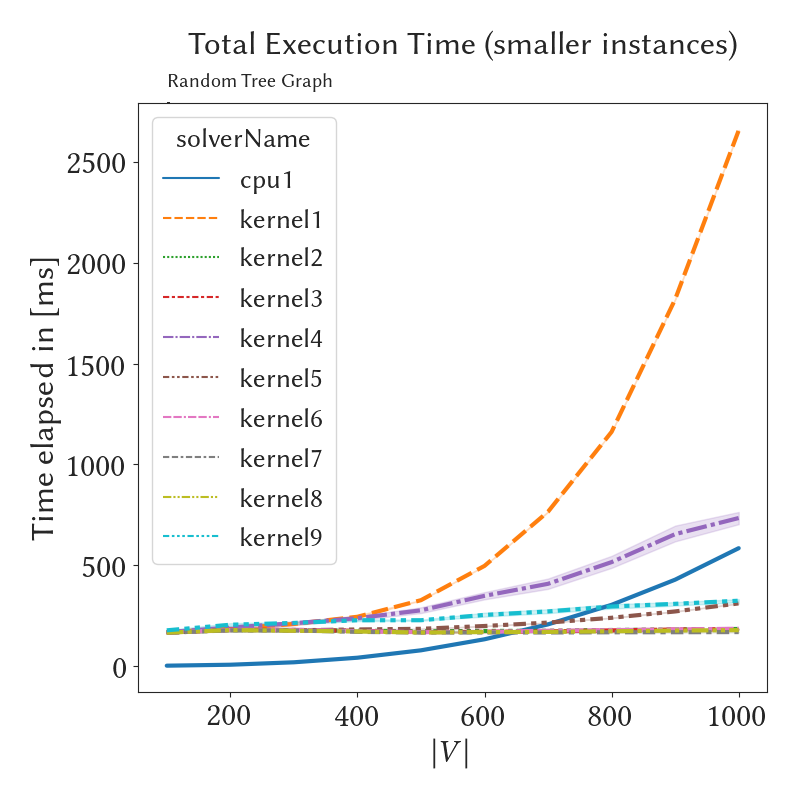 Total Execution Time (smaller instances)
Random Tree Graph
solverName
cpu1
kernel1
kernel2
kernel3
kernel4
kernel5
kernel6
kernel7
kernel8
kernel9
Time elapsed in [ms]
2500
2000
1500
1000
500
0
200 400 600 800 1000
|V|